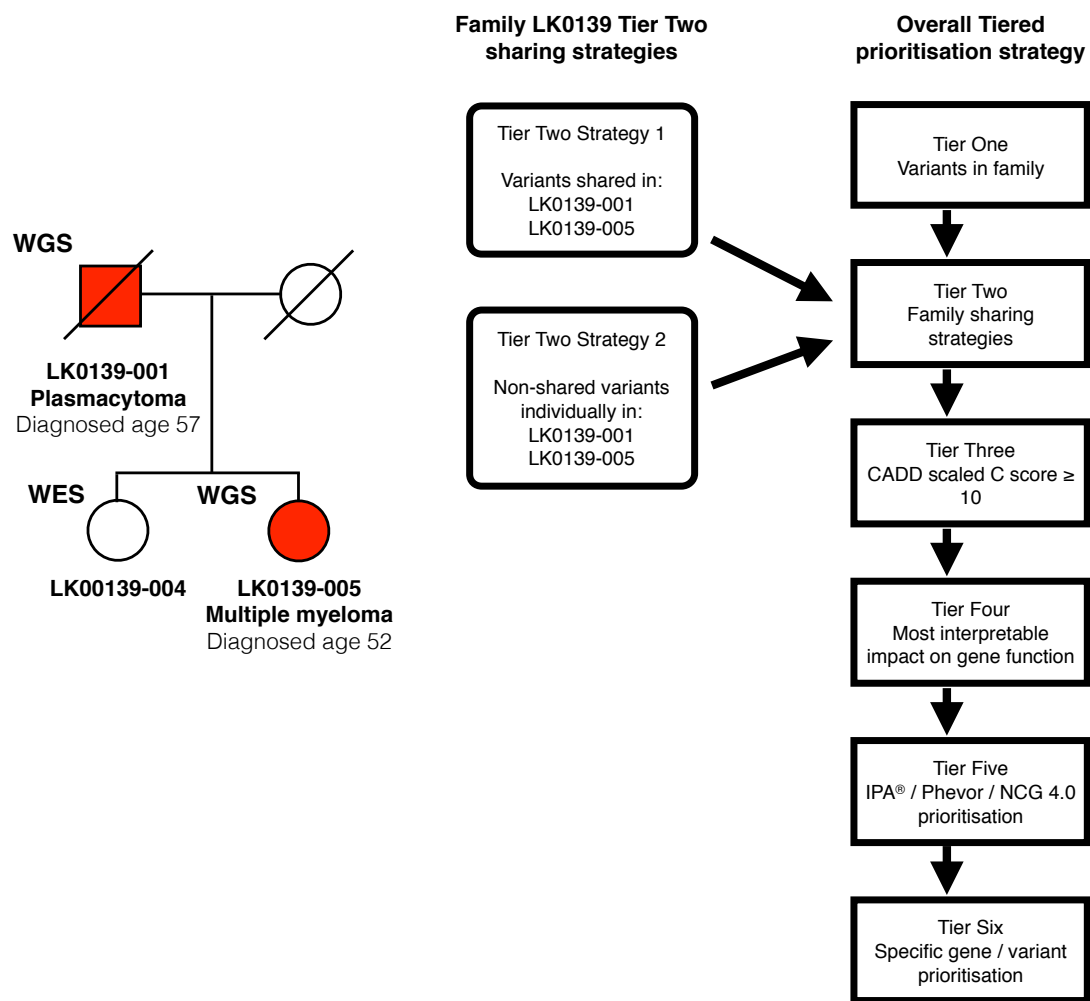 Family LK0139 Tier Two
sharing strategies
Overall Tiered
prioritisation strategy
WGS
LK0139-001
Plasmacytoma
Diagnosed age 57
WES
WGS
LK00139-004
LK0139-005
Multiple myeloma
Diagnosed age 52
Tier Two Strategy 1
Variants shared in:
LK0139-001
LK0139-005
Tier Two Strategy 2
Non-shared variants
individually in:
LK0139-001
LK0139-005
Tier One
Variants in family
Tier Two
Family sharing
strategies
Tier Three
CADD scaled C score ≥
10
Tier Four
Most interpretable
impact on gene function
Tier Five
IPA® / Phevor / NCG 4.0
prioritisation
Tier Six
Specific gene / variant
prioritisation